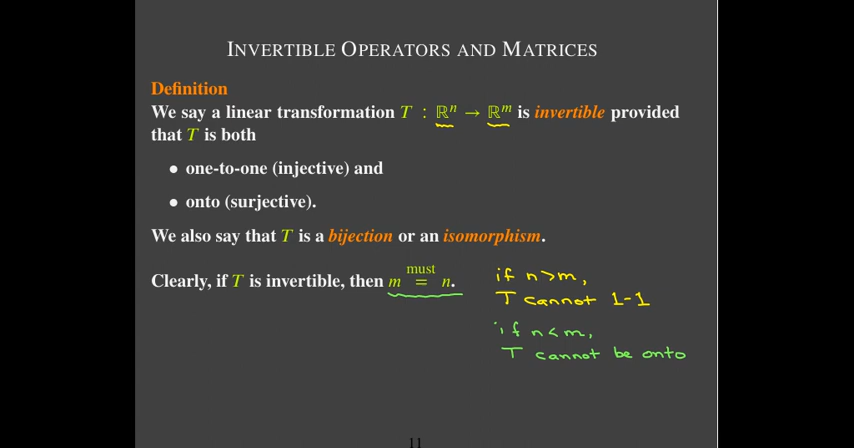 INVERTIBLE OPERATORS AND MATRICES
Definition
We say a linear transformation T : ℝⁿ → ℝᵐ is invertible provided
that T is both
• one-to-one (injective) and
• onto (surjective).
We also say that T is a bijection or an isomorphism.
Clearly, if T is invertible, then m must = n.
if n>m,
T cannot 1-1
if n<m,
T cannot be onto
11